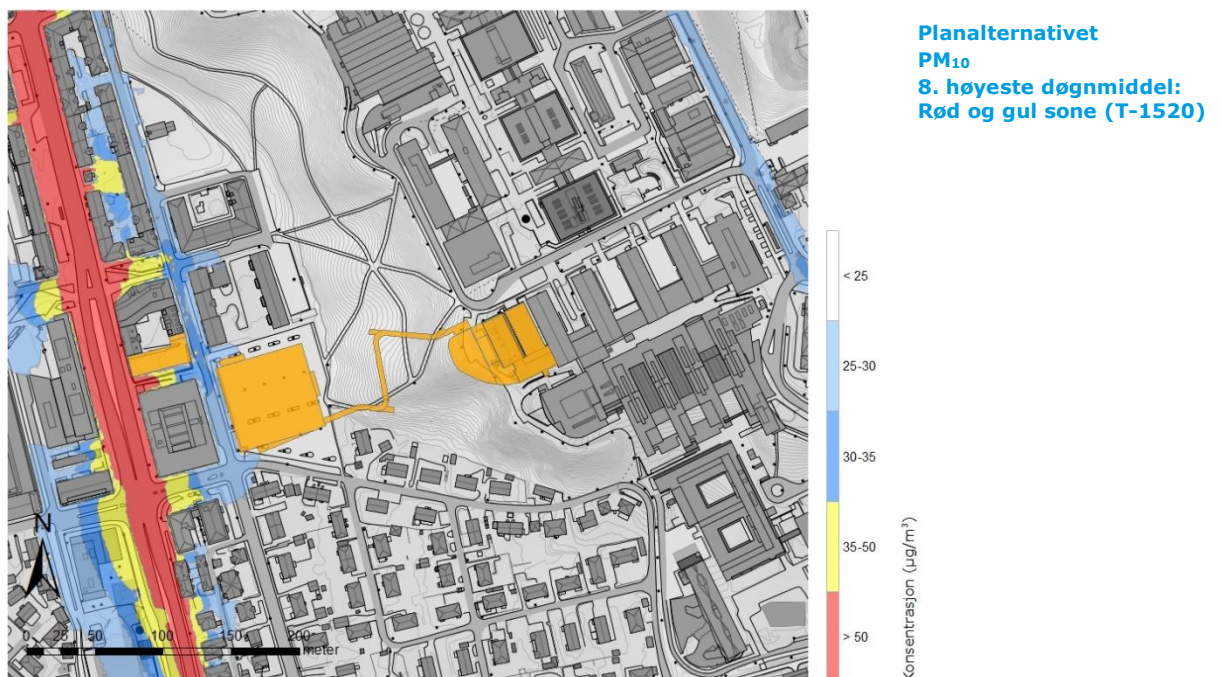 Planalternativet
PM₁₀
8. høyeste døgnmiddel:
Rød og gul sone (T-1520)
< 25
25-30
30-35
35-50
> 50
Konsentrasjon (µg/m³)
N
0 25 50 100 150 200
meter